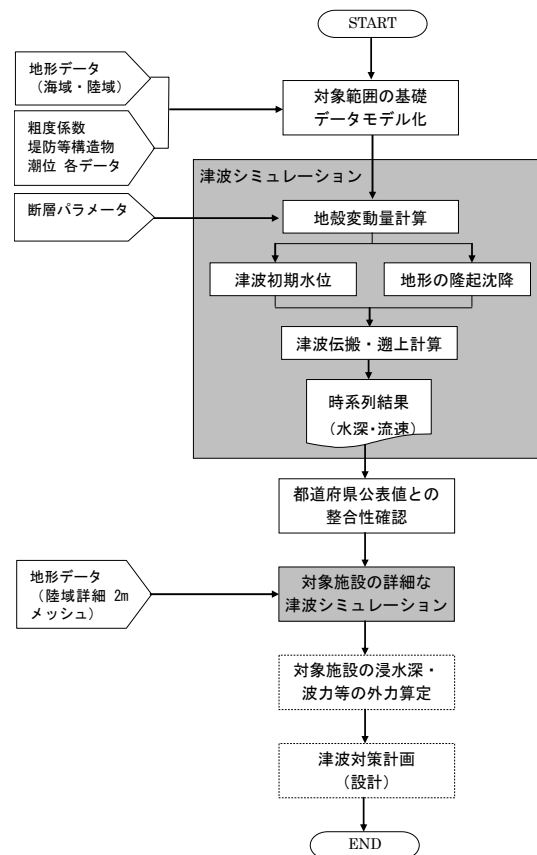 START
地形データ
（海域・陸域）
対象範囲の基礎
データモデル化
粗度係数
堤防等構造物
潮位 各データ
津波シミュレーション
断層パラメータ
地殻変動量計算
津波初期水位
地形の隆起沈降
津波伝搬・遡上計算
時系列結果
（水深・流速）
都道府県公表値との
整合性確認
地形データ
（陸域詳細 2m
メッシュ）
対象施設の詳細な
津波シミュレーション
対象施設の浸水深・
波力等の外力算定
津波対策計画
（設計）
END